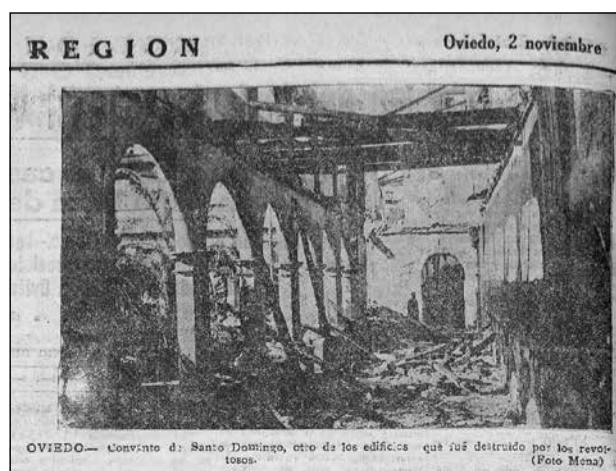 REGION
Oviedo, 2 noviembre
OVIEDO— Convento de Santo Domingo, otro de los edificios que fué destruido por los revol
tosos.
(Foto Mena)